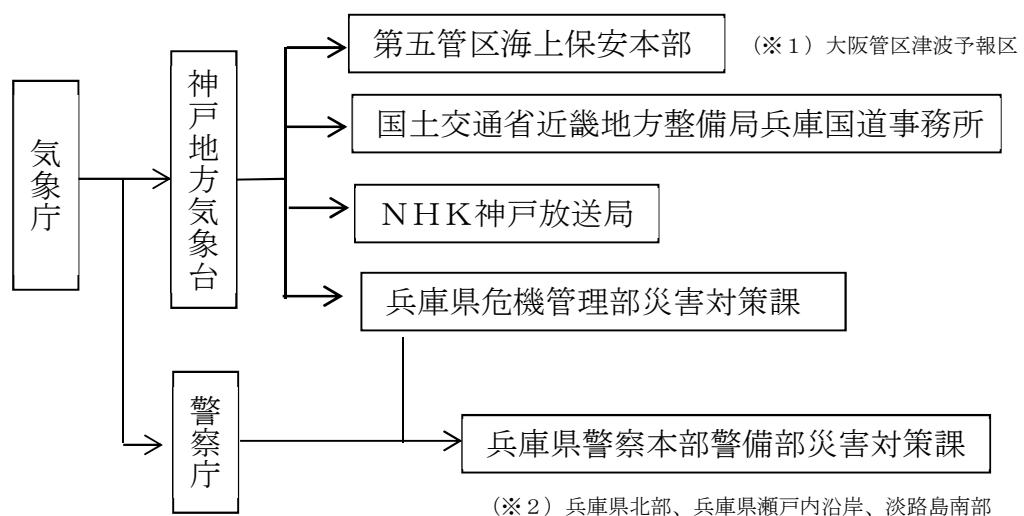 気象庁
神戸地方気象台
第五管区海上保安本部
(※1)大阪管区津波予報区
国土交通省近畿地方整備局兵庫国道事務所
NHK神戸放送局
兵庫県危機管理部災害対策課
警察庁
兵庫県警察本部警備部災害対策課
(※2)兵庫県北部、兵庫県瀬戸内沿岸、淡路島南部